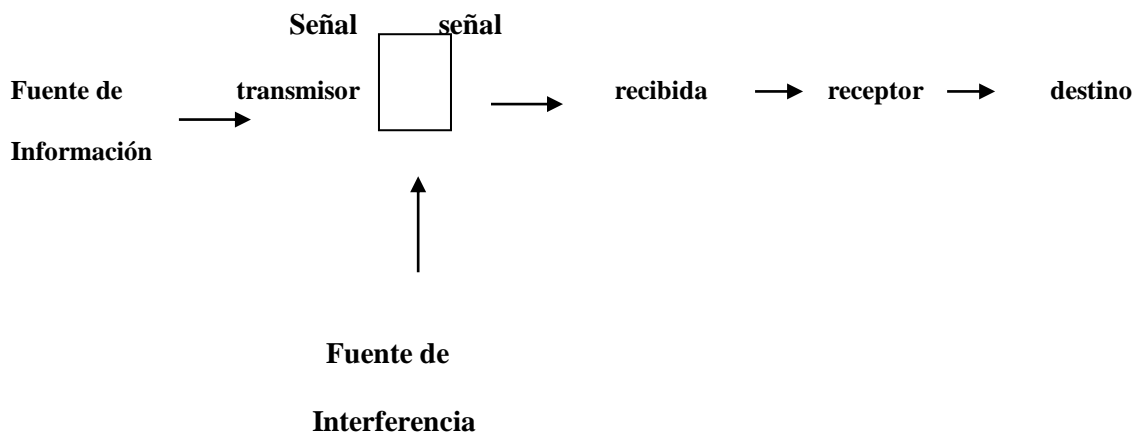 Señal señal
Fuente de transmisor recibida receptor destino
Información
Fuente de
Interferencia